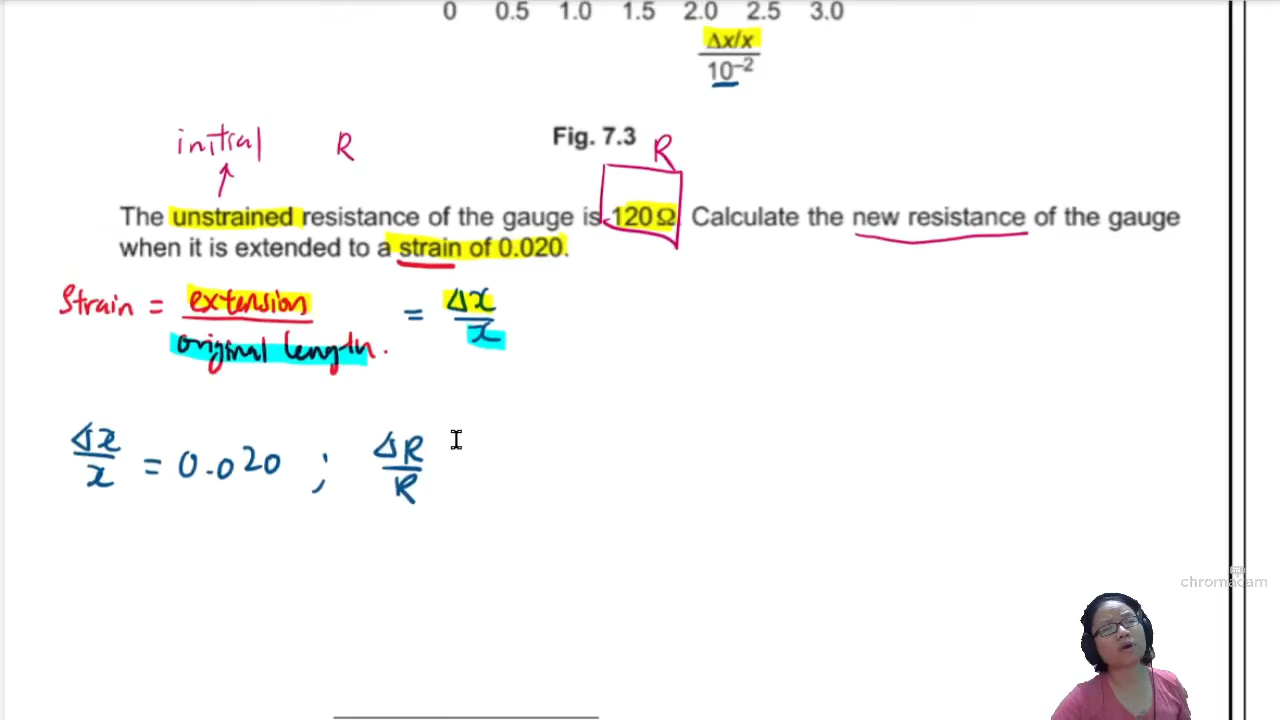 0 0.5 1.0 1.5 2.0 2.5 3.0
Δx/x
10⁻²
Fig. 7.3
initial R R
The unstrained resistance of the gauge is 120 Ω. Calculate the new resistance of the gauge
when it is extended to a strain of 0.020.
Strain = extension / original length. = Δx / x
Δx / x = 0.020 ; ΔR / R
chromacam